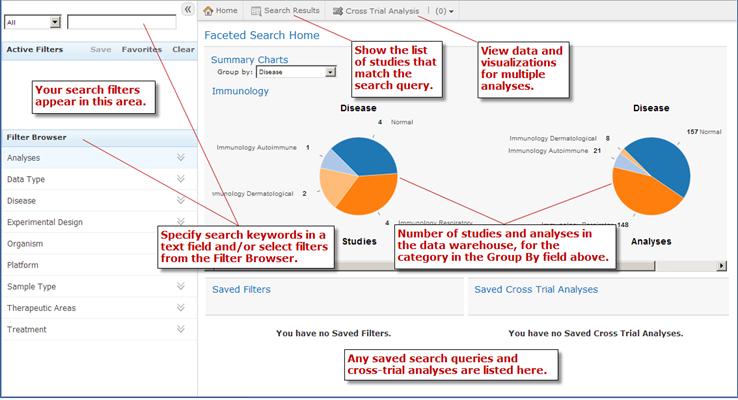 All
Home
Search Results
Cross Trial Analysis
(0)
Active Filters
Save
Favorites
Clear
Your search filters
appear in this area.
Filter Browser
Analyses
Data Type
Disease
Experimental Design
Organism
Platform
Sample Type
Therapeutic Areas
Treatment
Faceted Search Home
Show the list
of studies that
match the
search query.
View data and
visualizations
for multiple
analyses.
Summary Charts
Group by: Disease
Immunology
Disease
4 Normal
Immunology Autoimmune 1
mmunology Dermatological 2
4 Immunology Respiratory
Studies
Disease
Immunology Dermatological 8
157 Normal
Immunology Autoimmune 21
148
Analyses
Specify search keywords in a
text field and/or select filters
from the Filter Browser.
Number of studies and analyses in
the data warehouse, for the
category in the Group By field above.
Saved Filters
Saved Cross Trial Analyses
You have no Saved Filters.
You have no Saved Cross Trial Analyses.
Any saved search queries and
cross-trial analyses are listed here.